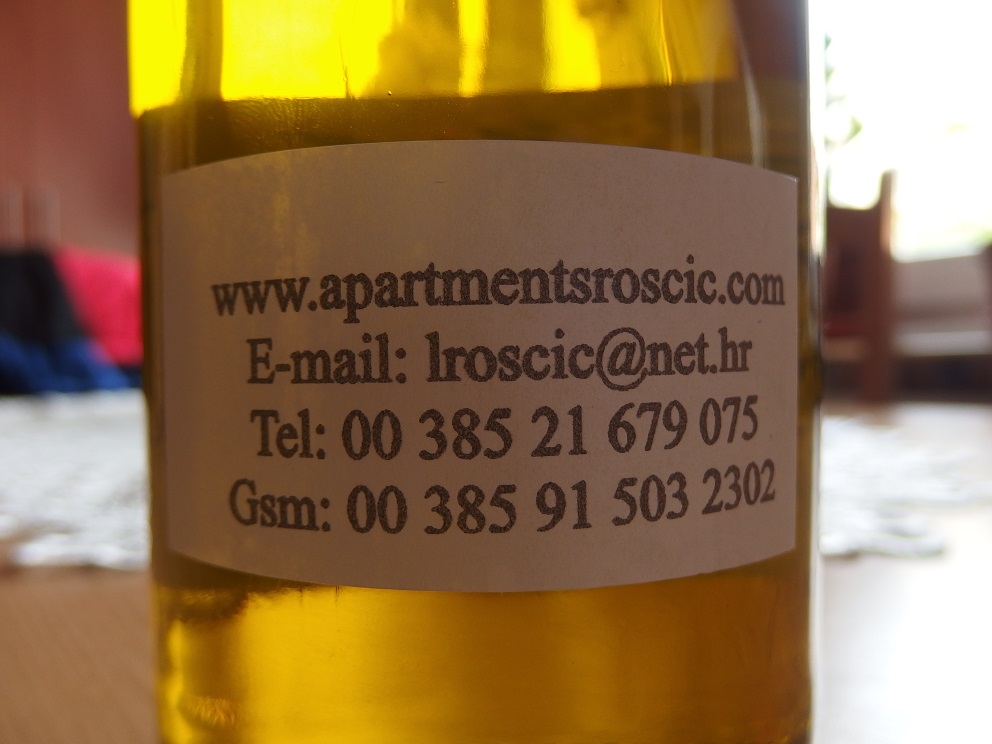 www.apartmentsroscic.com
E-mail: lroscic@net.hr
Tel: 00 385 21 679 075
Gsm: 00 385 91 503 2302